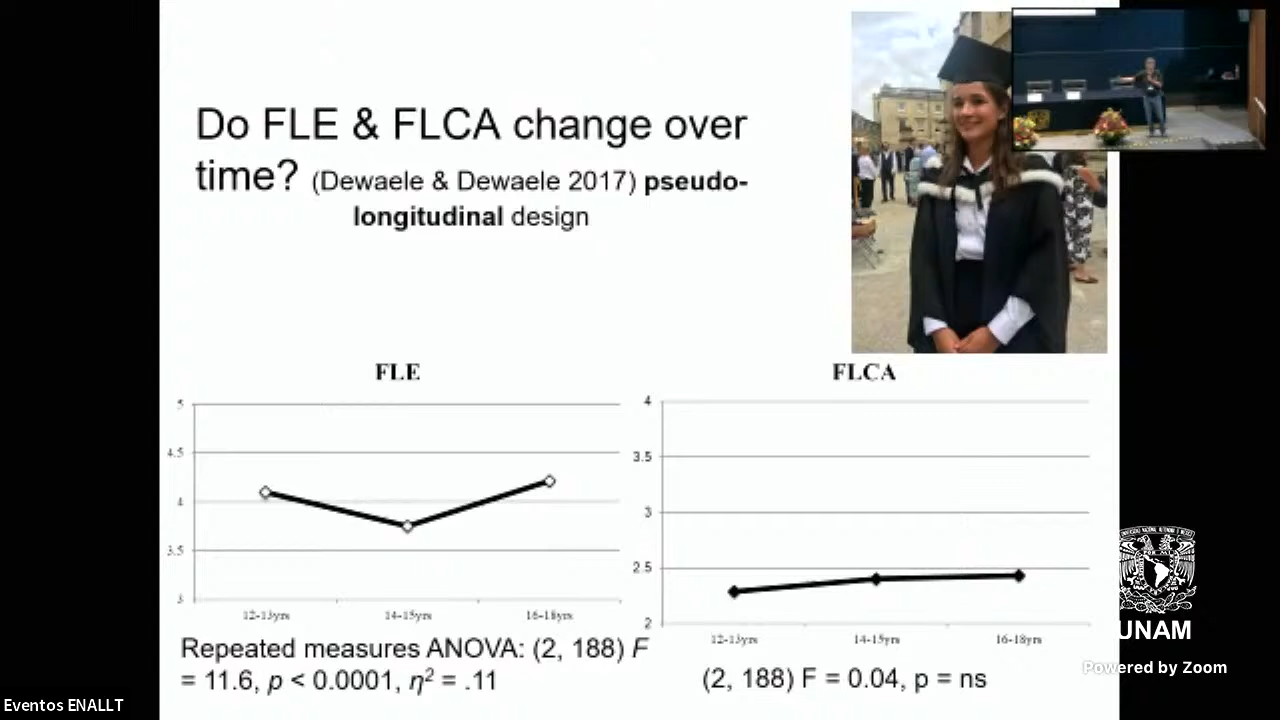 Do FLE & FLCA change over
time? (Dewaele & Dewaele 2017) pseudo-
longitudinal design
FLE
5
4.5
4
3.5
3
12-13yrs
14-15yrs
16-18yrs
Repeated measures ANOVA: (2, 188) F
= 11.6, p < 0.0001, η² = .11
FLCA
4
3.5
3
2.5
2
12-13yrs
14-15yrs
16-18yrs
(2, 188) F = 0.04, p = ns
UNAM
Powered by Zoom
Eventos ENALLT